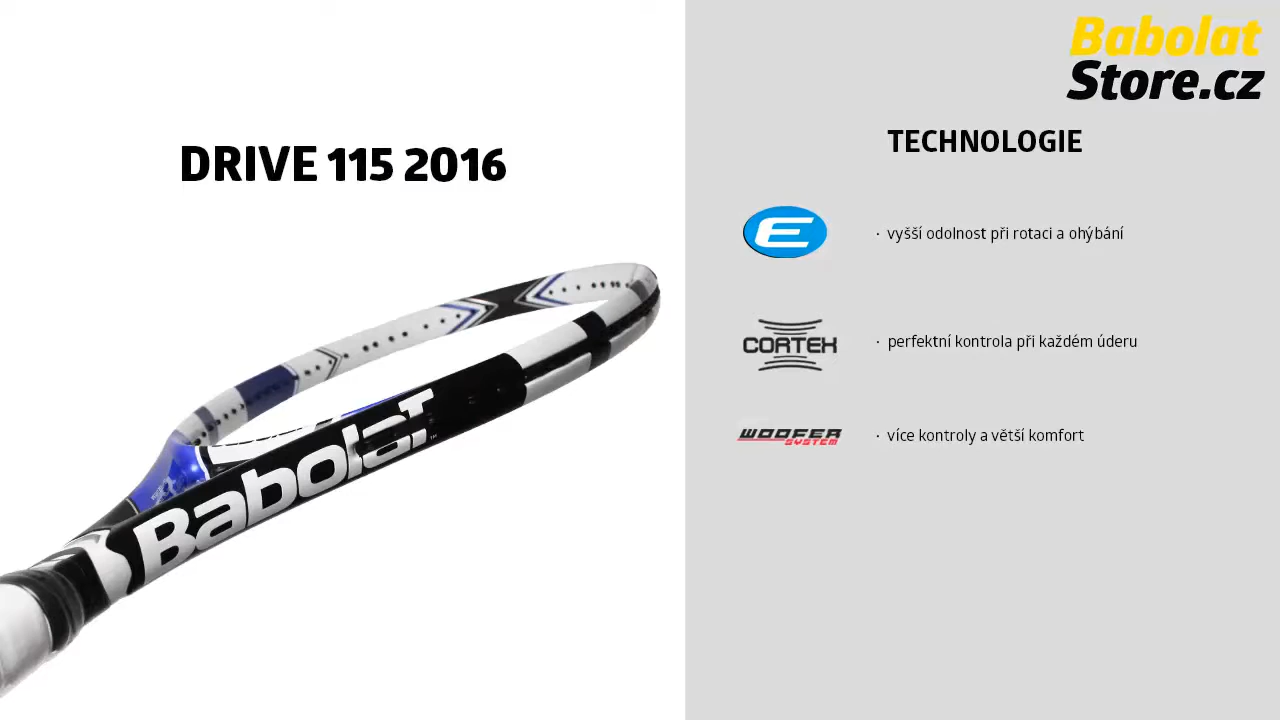 Babolat
Store.cz
DRIVE 115 2016
TECHNOLOGIE
E
· vyšší odolnost při rotaci a ohýbání
CORTEX
· perfektní kontrola při každém úderu
WOOFER
SYSTEM
· více kontroly a větší komfort
Babolat